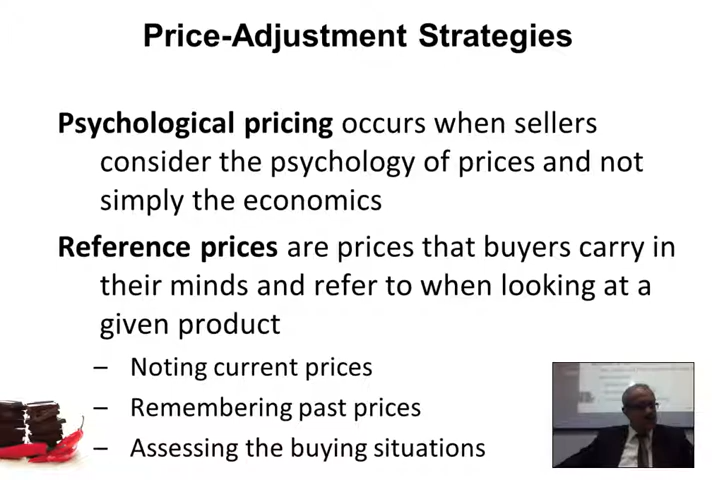 Price-Adjustment Strategies
Psychological pricing occurs when sellers
consider the psychology of prices and not
simply the economics
Reference prices are prices that buyers carry in
their minds and refer to when looking at a
given product
– Noting current prices
– Remembering past prices
– Assessing the buying situations